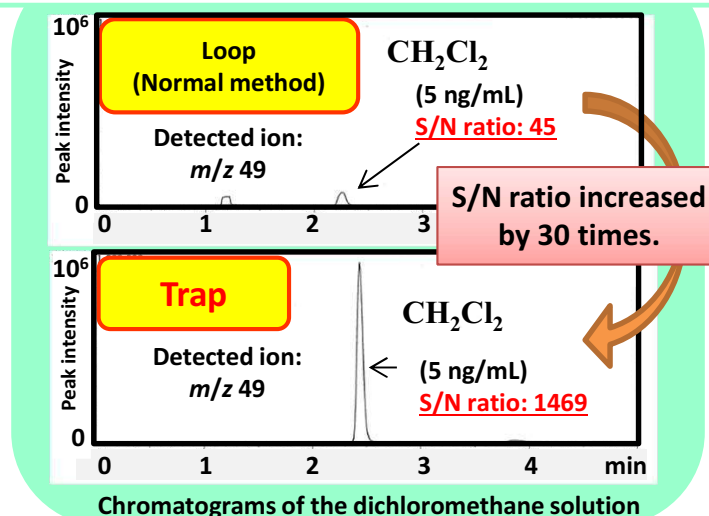 10⁶
Loop
(Normal method)
CH₂Cl₂
(5 ng/mL)
S/N ratio: 45
Detected ion:
m/z 49
Peak intensity
0
0 1 2 3
S/N ratio increased
by 30 times.
10⁶
Trap
CH₂Cl₂
(5 ng/mL)
S/N ratio: 1469
Detected ion:
m/z 49
Peak intensity
0
0 1 2 3 4 min
Chromatograms of the dichloromethane solution